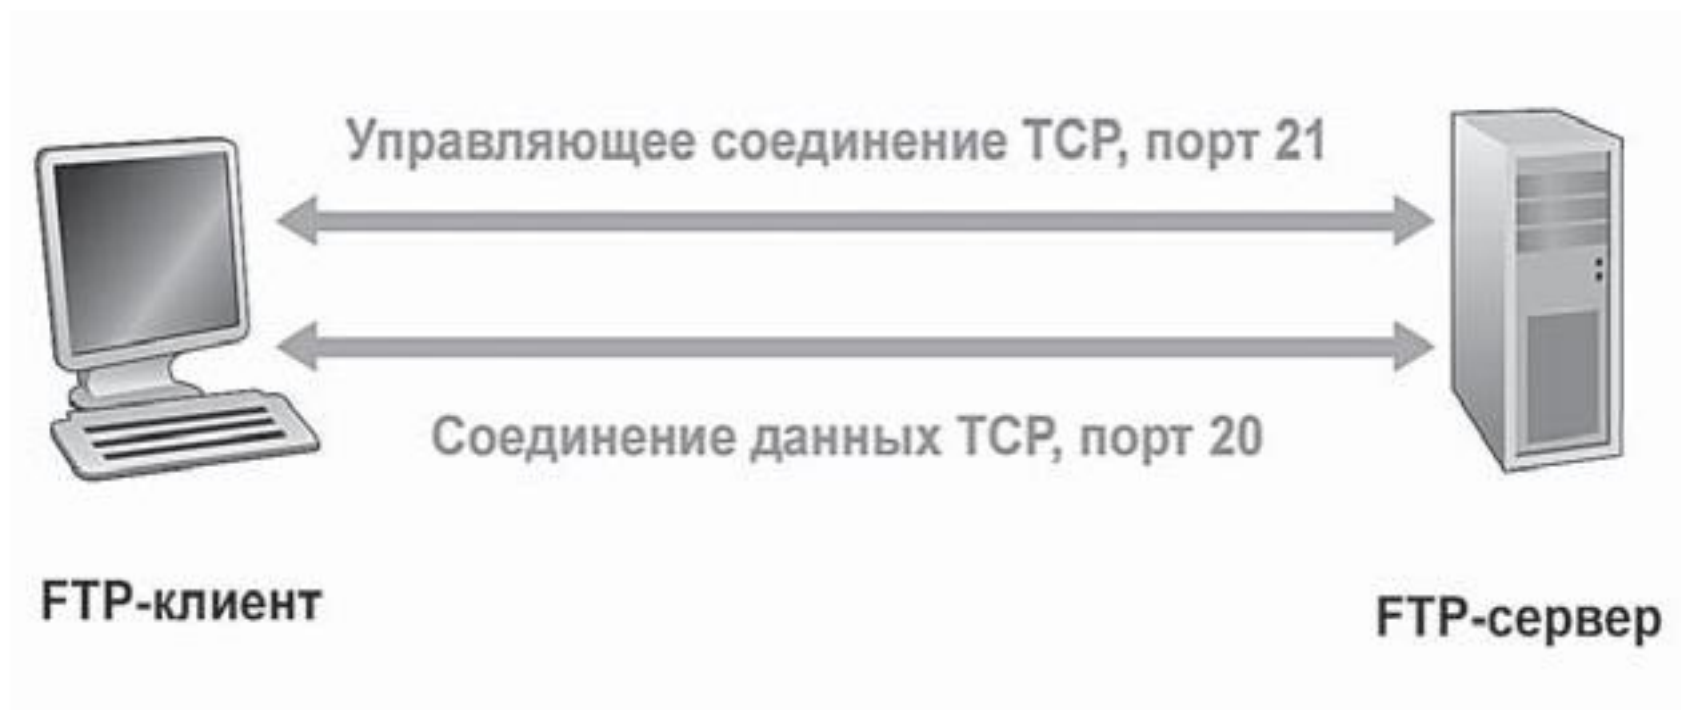 Управляющее соединение TCP, порт 21
Соединение данных TCP, порт 20
FTP-клиент
FTP-сервер